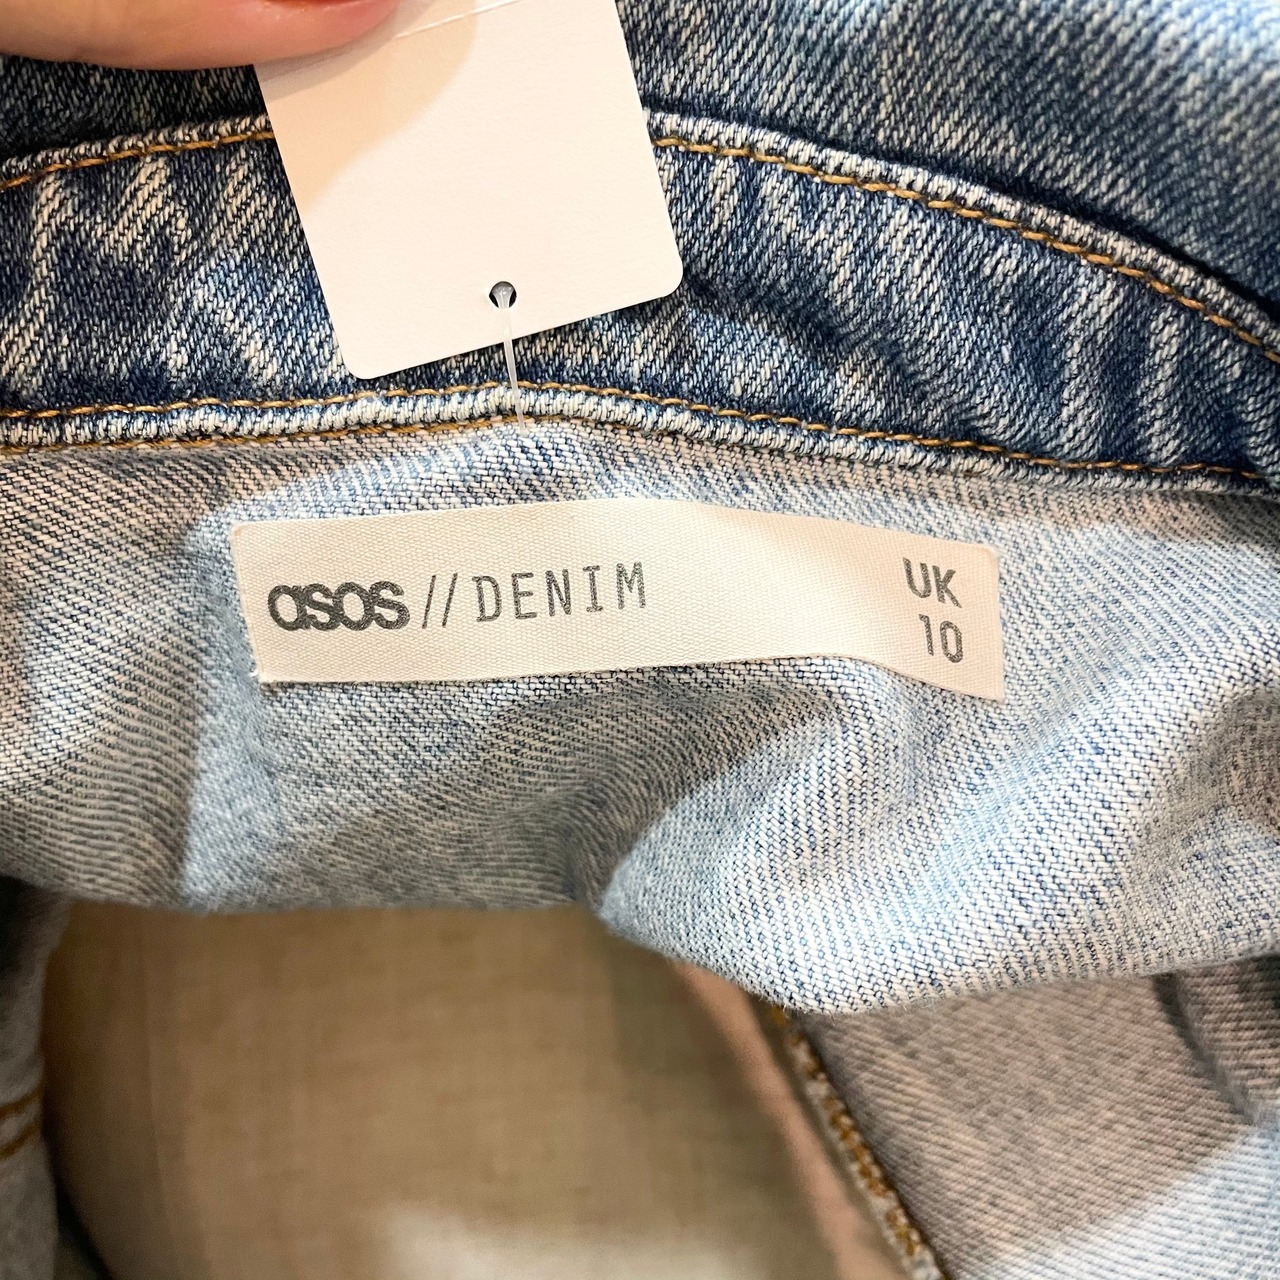 asos // DENIM
UK
10